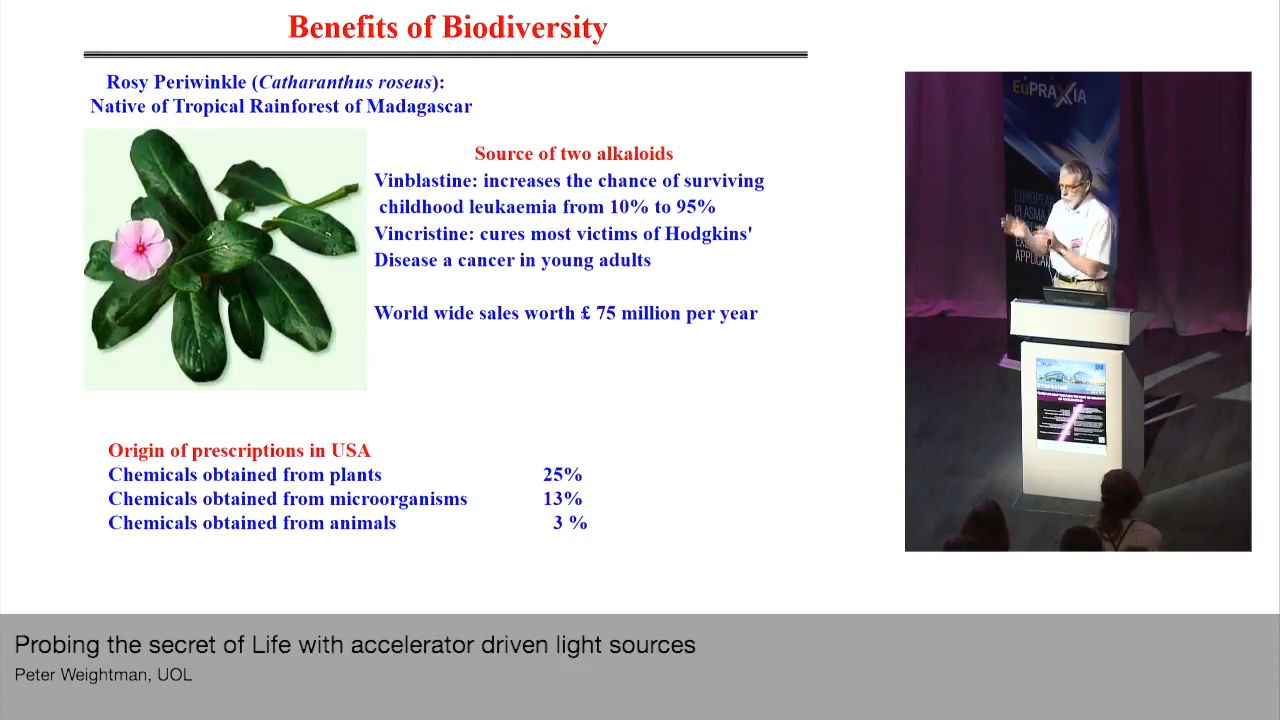 Benefits of Biodiversity
Rosy Periwinkle (Catharanthus roseus):
Native of Tropical Rainforest of Madagascar
Source of two alkaloids
Vinblastine: increases the chance of surviving
childhood leukaemia from 10% to 95%
Vincristine: cures most victims of Hodgkins'
Disease a cancer in young adults
World wide sales worth £ 75 million per year
Origin of prescriptions in USA
Chemicals obtained from plants 25%
Chemicals obtained from microorganisms 13%
Chemicals obtained from animals 3 %
EuPRAXIA
EUROPEAN
PLASMA
SYMPOSIUM
Probing the secret of Life with accelerator driven light sources
Peter Weightman, UOL